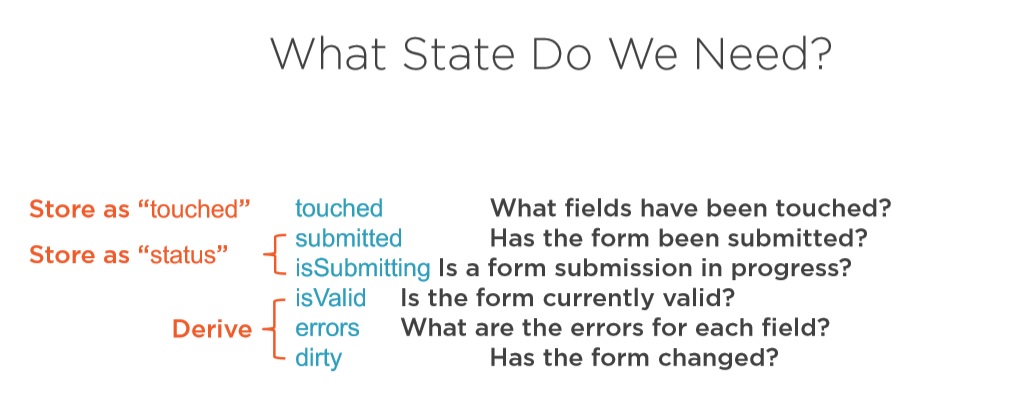 What State Do We Need?
Store as “touched” touched What fields have been touched?
submitted Has the form been submitted?
Store as “status”
isSubmitting Is a form submission in progress?
isValid Is the form currently valid?
Derive errors What are the errors for each field?
dirty Has the form changed?